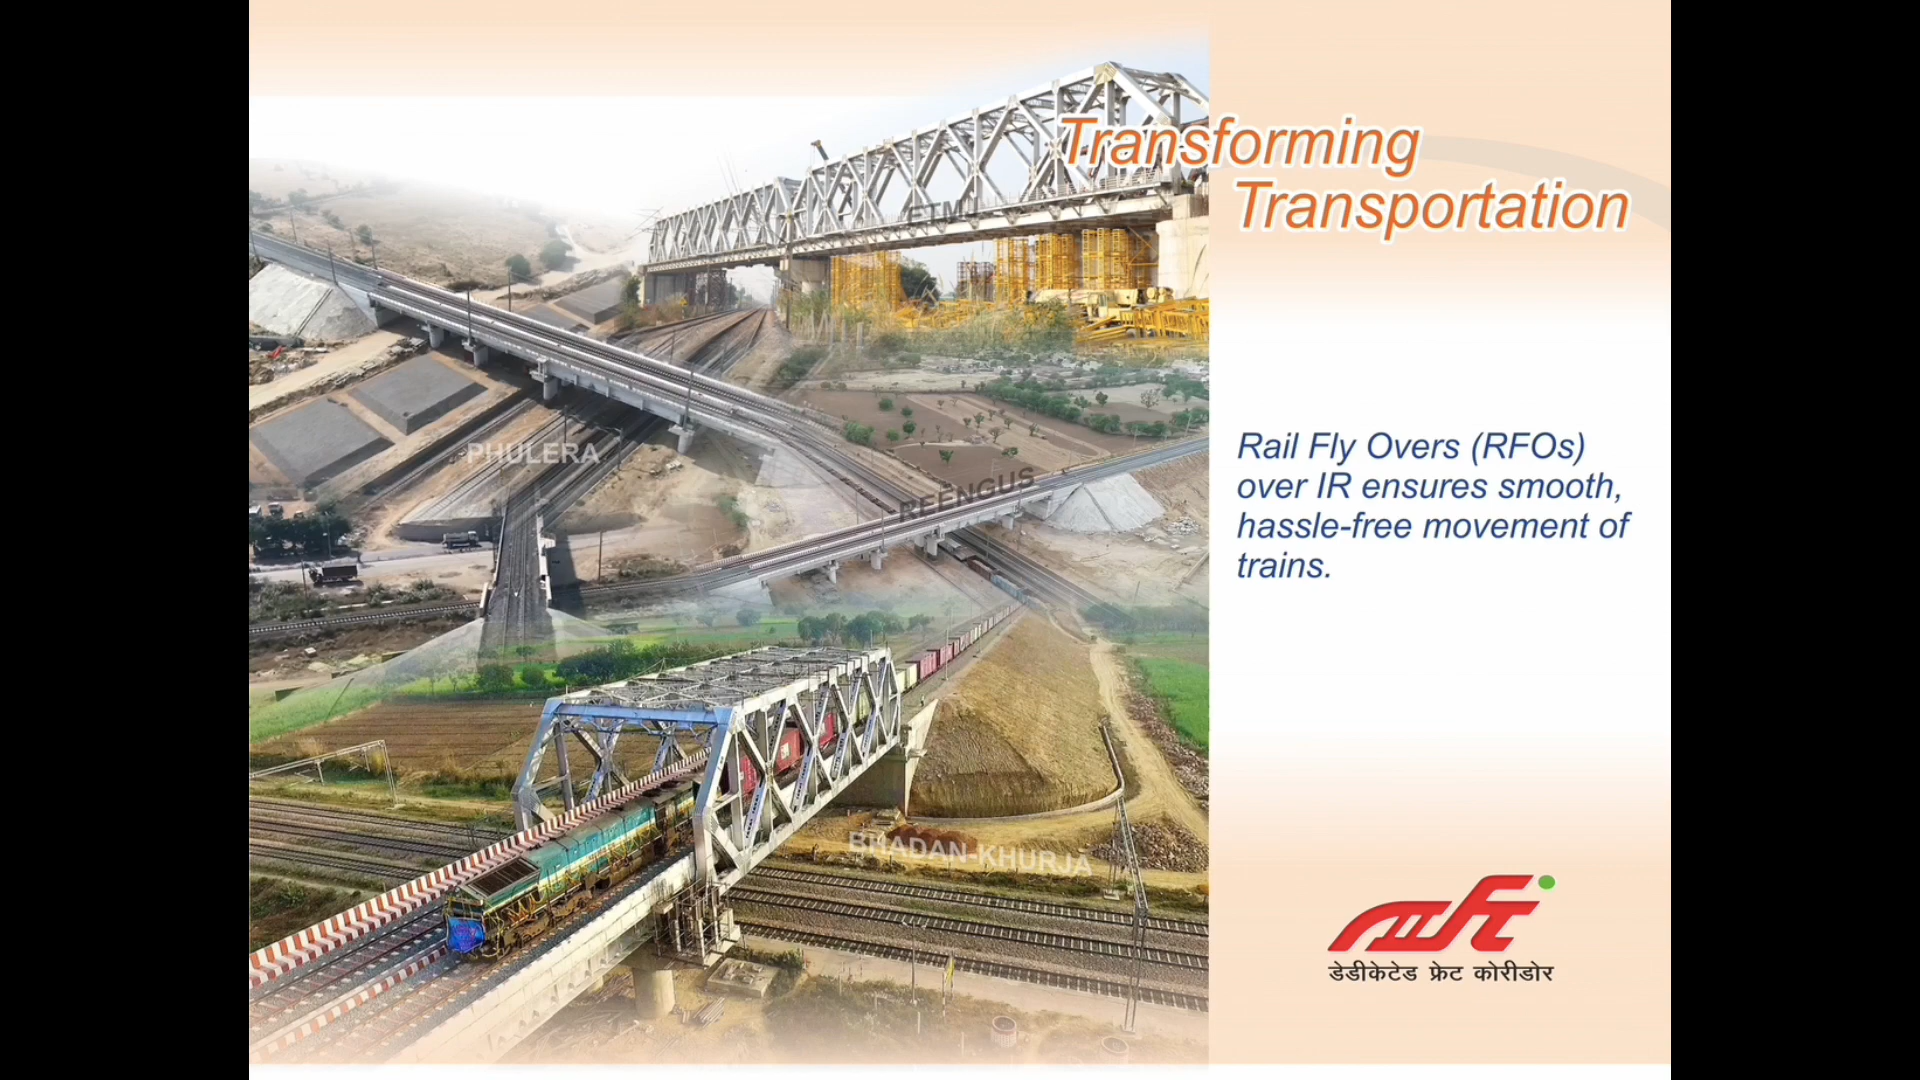 Transforming
Transportation
ETM
PHULERA
REENGUS
Rail Fly Overs (RFOs)
over IR ensures smooth,
hassle-free movement of
trains.
BHADAN-KHURJA
डेडीकेटेड फ्रेट कोरीडोर